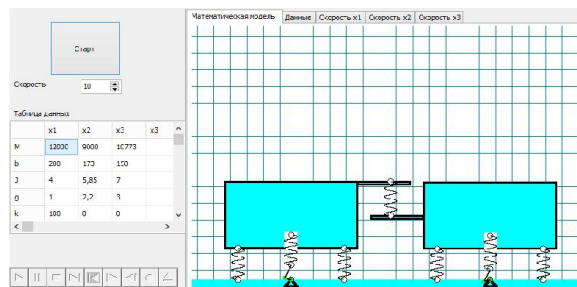 Математическая модель Данные Скорость x1 Скорость x2 Скорость x3
Старт
Скорость 10
Таблица данных
x1 x2 x3 x3
M 12000 9000 10773
b 200 173 150
J 4 5,85 7
g 1 2,2 3
k 100 0 0